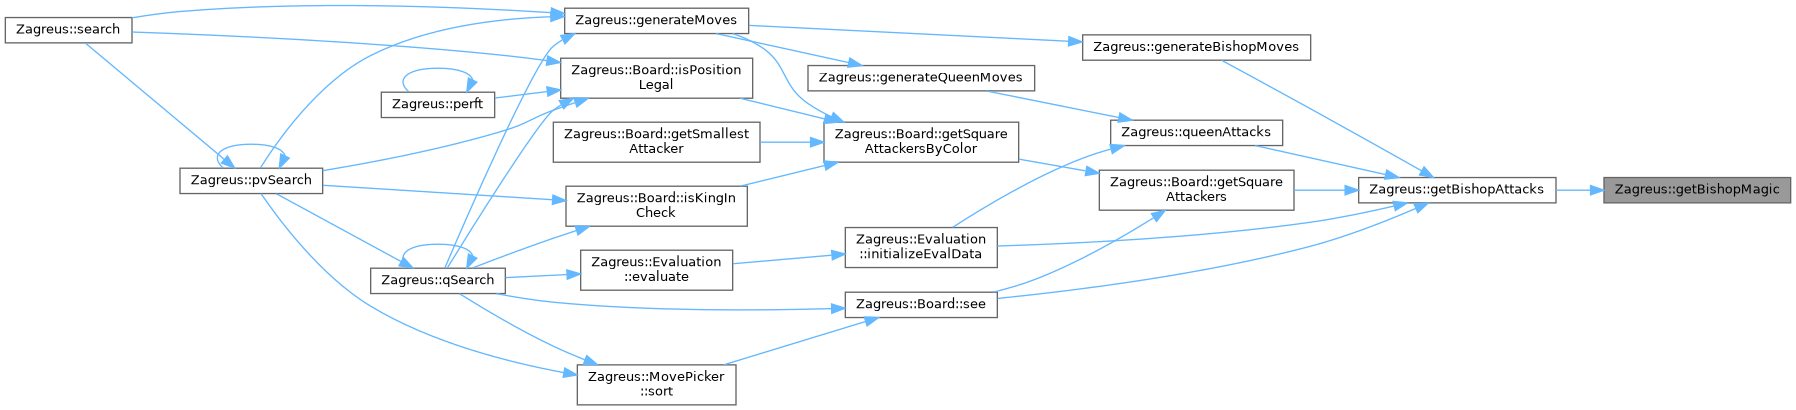 Zagreus::search
Zagreus::generateMoves
Zagreus::generateBishopMoves
Zagreus::Board::isPosition
Legal
Zagreus::generateQueenMoves
Zagreus::perft
Zagreus::Board::getSmallest
Attacker
Zagreus::Board::getSquare
AttackersByColor
Zagreus::queenAttacks
Zagreus::pvSearch
Zagreus::Board::isKingIn
Check
Zagreus::Board::getSquare
Attackers
Zagreus::getBishopAttacks
Zagreus::getBishopMagic
Zagreus::Evaluation
::initializeEvalData
Zagreus::qSearch
Zagreus::Evaluation
::evaluate
Zagreus::Board::see
Zagreus::MovePicker
::sort